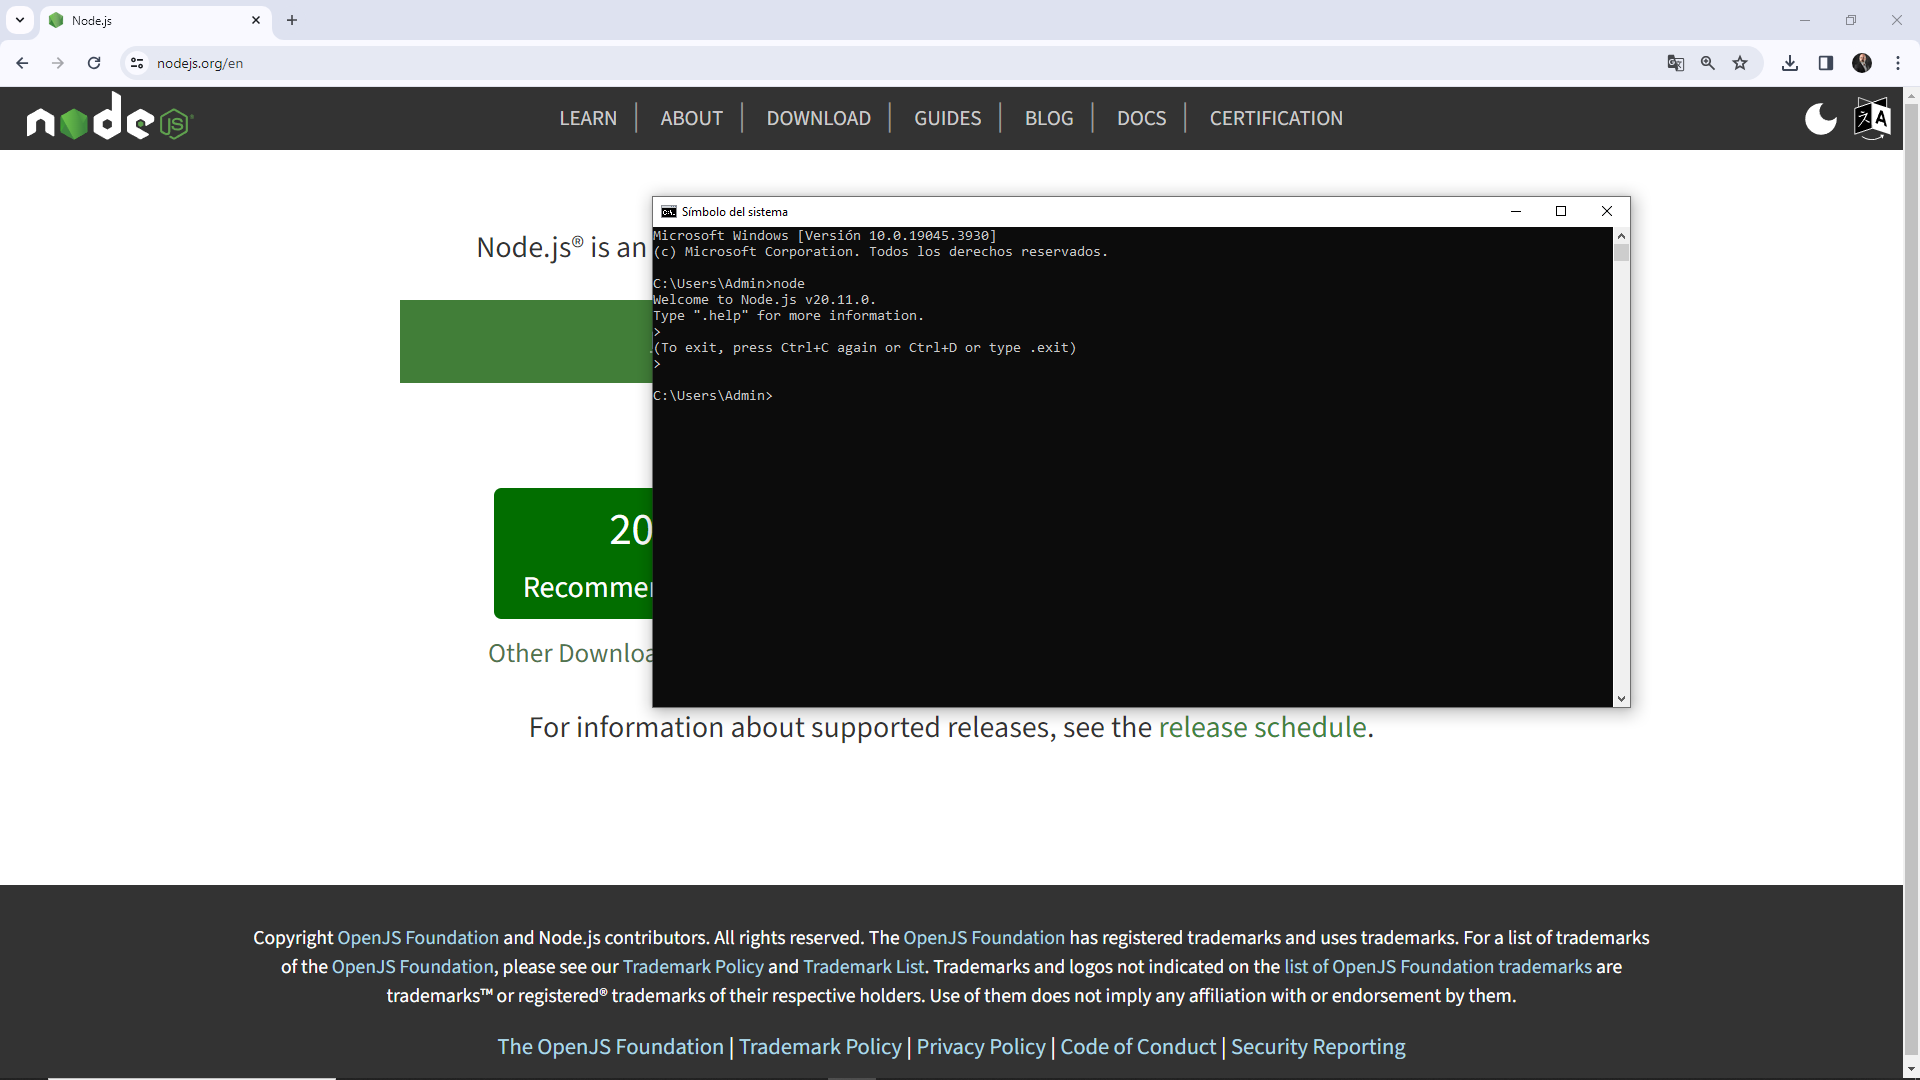 Node.js
nodejs.org/en
node JS
LEARN
ABOUT
DOWNLOAD
GUIDES
BLOG
DOCS
CERTIFICATION
Node.js® is an
Símbolo del sistema
Microsoft Windows [Versión 10.0.19045.3930]
(c) Microsoft Corporation. Todos los derechos reservados.
C:\Users\Admin>node
Welcome to Node.js v20.11.0.
Type ".help" for more information.
>
(To exit, press Ctrl+C again or Ctrl+D or type .exit)
>
C:\Users\Admin>
20
Other
For information about supported releases, see the release schedule.
Copyright OpenJS Foundation and Node.js contributors. All rights reserved. The OpenJS Foundation has registered trademarks and uses trademarks. For a list of trademarks
of the OpenJS Foundation, please see our Trademark Policy and Trademark List. Trademarks and logos not indicated on the list of OpenJS Foundation trademarks are
trademarks™ or registered® trademarks of their respective holders. Use of them does not imply any affiliation with or endorsement by them.
The OpenJS Foundation | Trademark Policy | Privacy Policy | Code of Conduct | Security Reporting